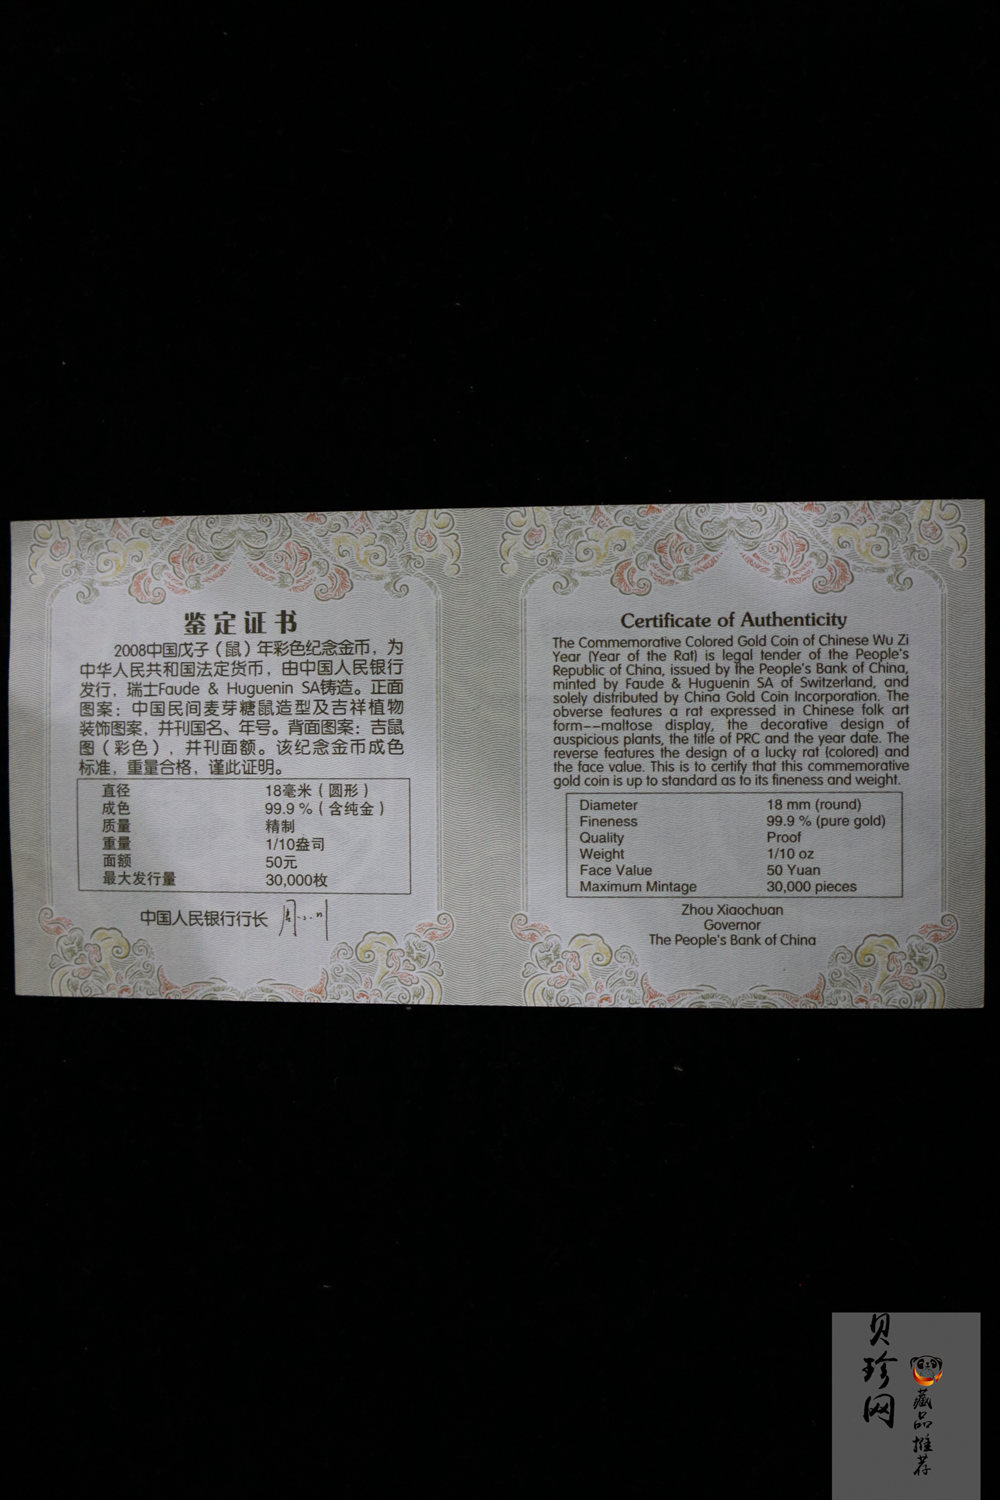 鉴定证书
2008中国戊子（鼠）年彩色纪念金币，为
中华人民共和国法定货币，由中国人民银行
发行，瑞士Faude & Huguenin SA铸造。正面
图案：中国民间麦芽糖鼠造型及吉祥植物
装饰图案，并刊国名、年号。背面图案：吉鼠
图（彩色），并刊面额。该纪念金币成色
标准，重量合格，谨此证明。
直径 18毫米（圆形）
成色 99.9％（含纯金）
质量 精制
重量 1/10盎司
面额 50元
最大发行量 30,000枚
中国人民银行行长
Certificate of Authenticity
The Commemorative Colored Gold Coin of Chinese Wu Zi
Year (Year of the Rat) is legal tender of the People's
Republic of China, issued by the People's Bank of China,
minted by Faude & Huguenin SA of Switzerland, and
solely distributed by China Gold Coin Incorporation. The
obverse features a rat expressed in Chinese folk art
form--maltose display, the decorative design of
auspicious plants, the title of PRC and the year date. The
reverse features the design of a lucky rat (colored) and
the face value. This is to certify that this commemorative
gold coin is up to standard as to its fineness and weight.
Diameter 18 mm (round)
Fineness 99.9 % (pure gold)
Quality Proof
Weight 1/10 oz
Face Value 50 Yuan
Maximum Mintage 30,000 pieces
Zhou Xiaochuan
Governor
The People's Bank of China
贝珍网
藏品推荐